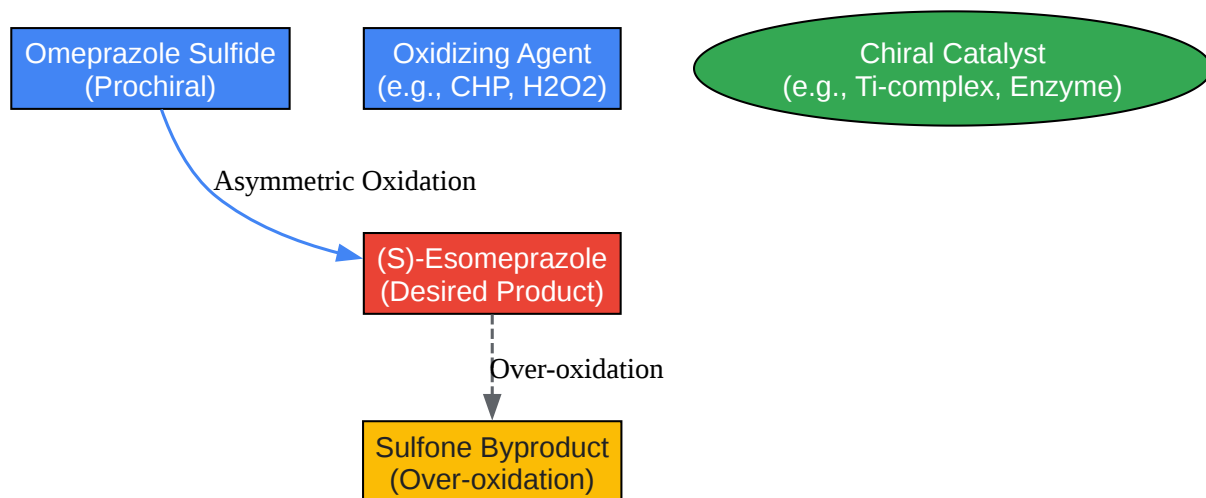 Omeprazole Sulfide
(Prochiral)
Oxidizing Agent
(e.g., CHP, H2O2)
Chiral Catalyst
(e.g., Ti-complex, Enzyme)
Asymmetric Oxidation
(S)-Esomeprazole
(Desired Product)
Over-oxidation
Sulfone Byproduct
(Over-oxidation)